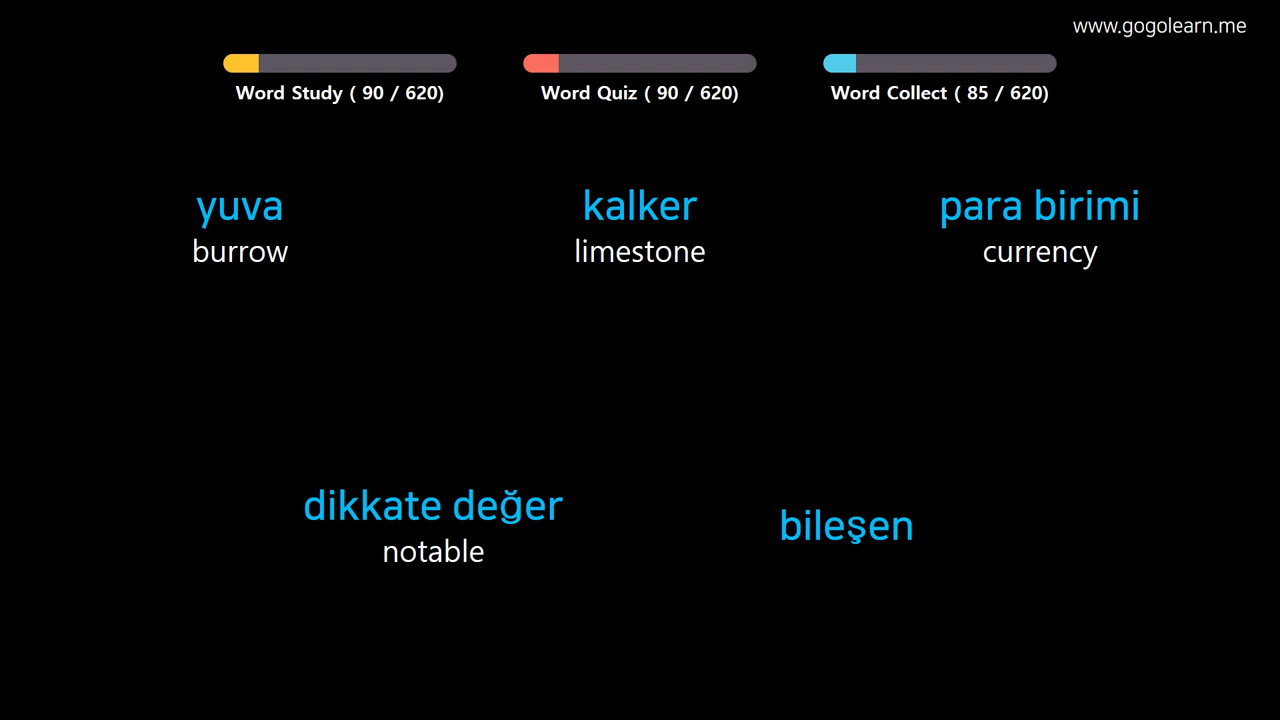 www.gogolearn.me
Word Study ( 90 / 620)
Word Quiz ( 90 / 620)
Word Collect ( 85 / 620)
yuva
burrow
kalker
limestone
para birimi
currency
dikkate değer
notable
bileşen